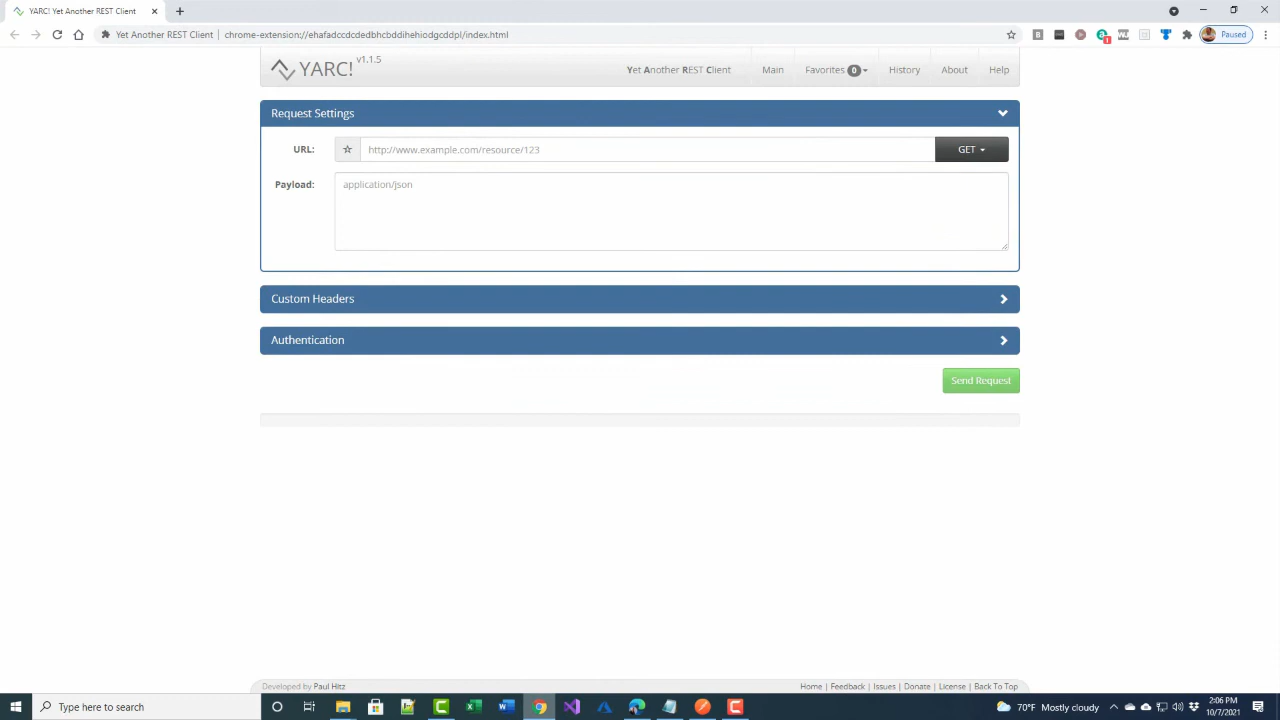 YARC! Yet Another REST Client
Yet Another REST Client | chrome-extension://ehafadccdcdedbhcbddihehiodgcddpl/index.html
Paused
YARC! v1.1.5
Yet Another REST Client
Main
Favorites 0
History
About
Help
Request Settings
URL:
http://www.example.com/resource/123
GET
Payload:
application/json
Custom Headers
Authentication
Send Request
Developed by Paul Hitz
Home | Feedback | Issues | Donate | License | Back To Top
Type here to search
70°F Mostly cloudy
2:06 PM
10/7/2021